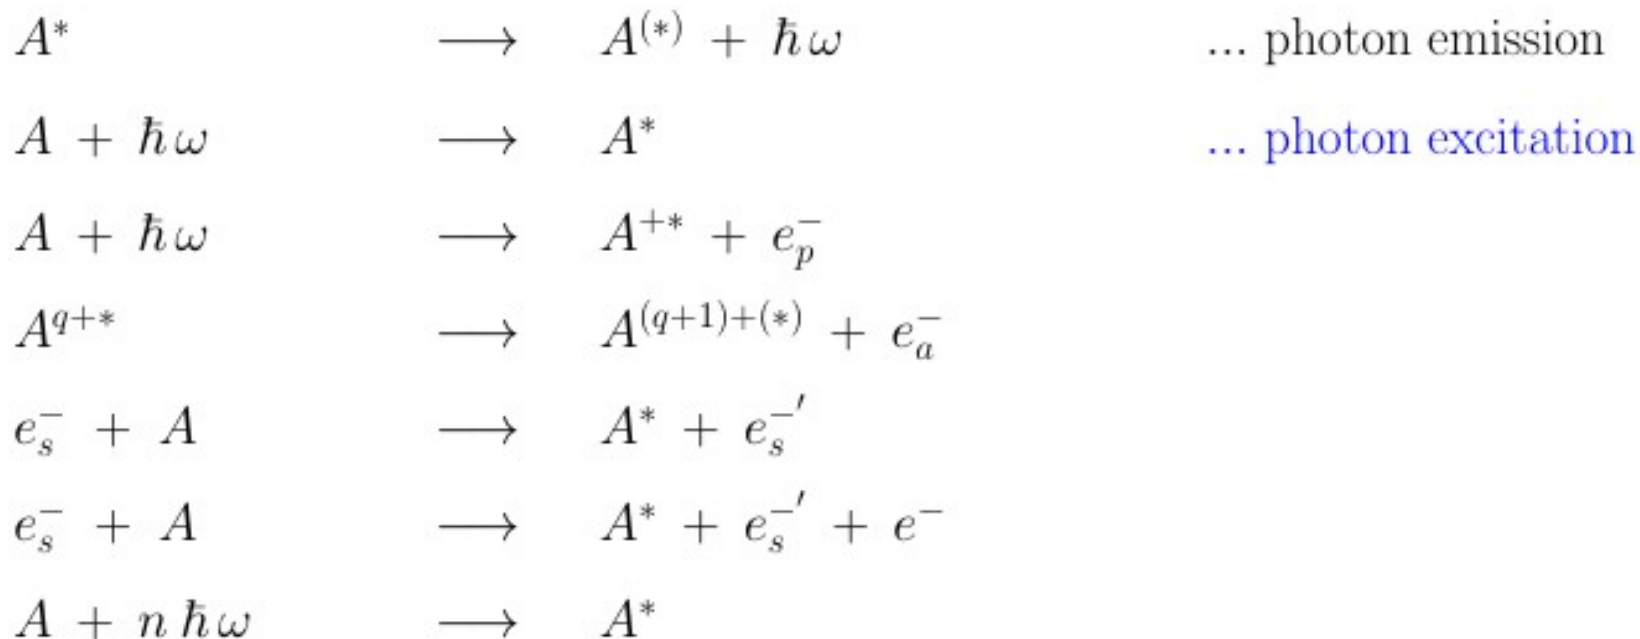 A* ⟶ A(*) + ℏω ... photon emission
A + ℏω ⟶ A* ... photon excitation
A + ℏω ⟶ A+* + e_p^-
A^{q+*} ⟶ A^{(q+1)+(*)} + e_a^-
e_s^- + A ⟶ A* + e_s^{-′}
e_s^- + A ⟶ A* + e_s^{-′} + e^-
A + n ℏω ⟶ A*